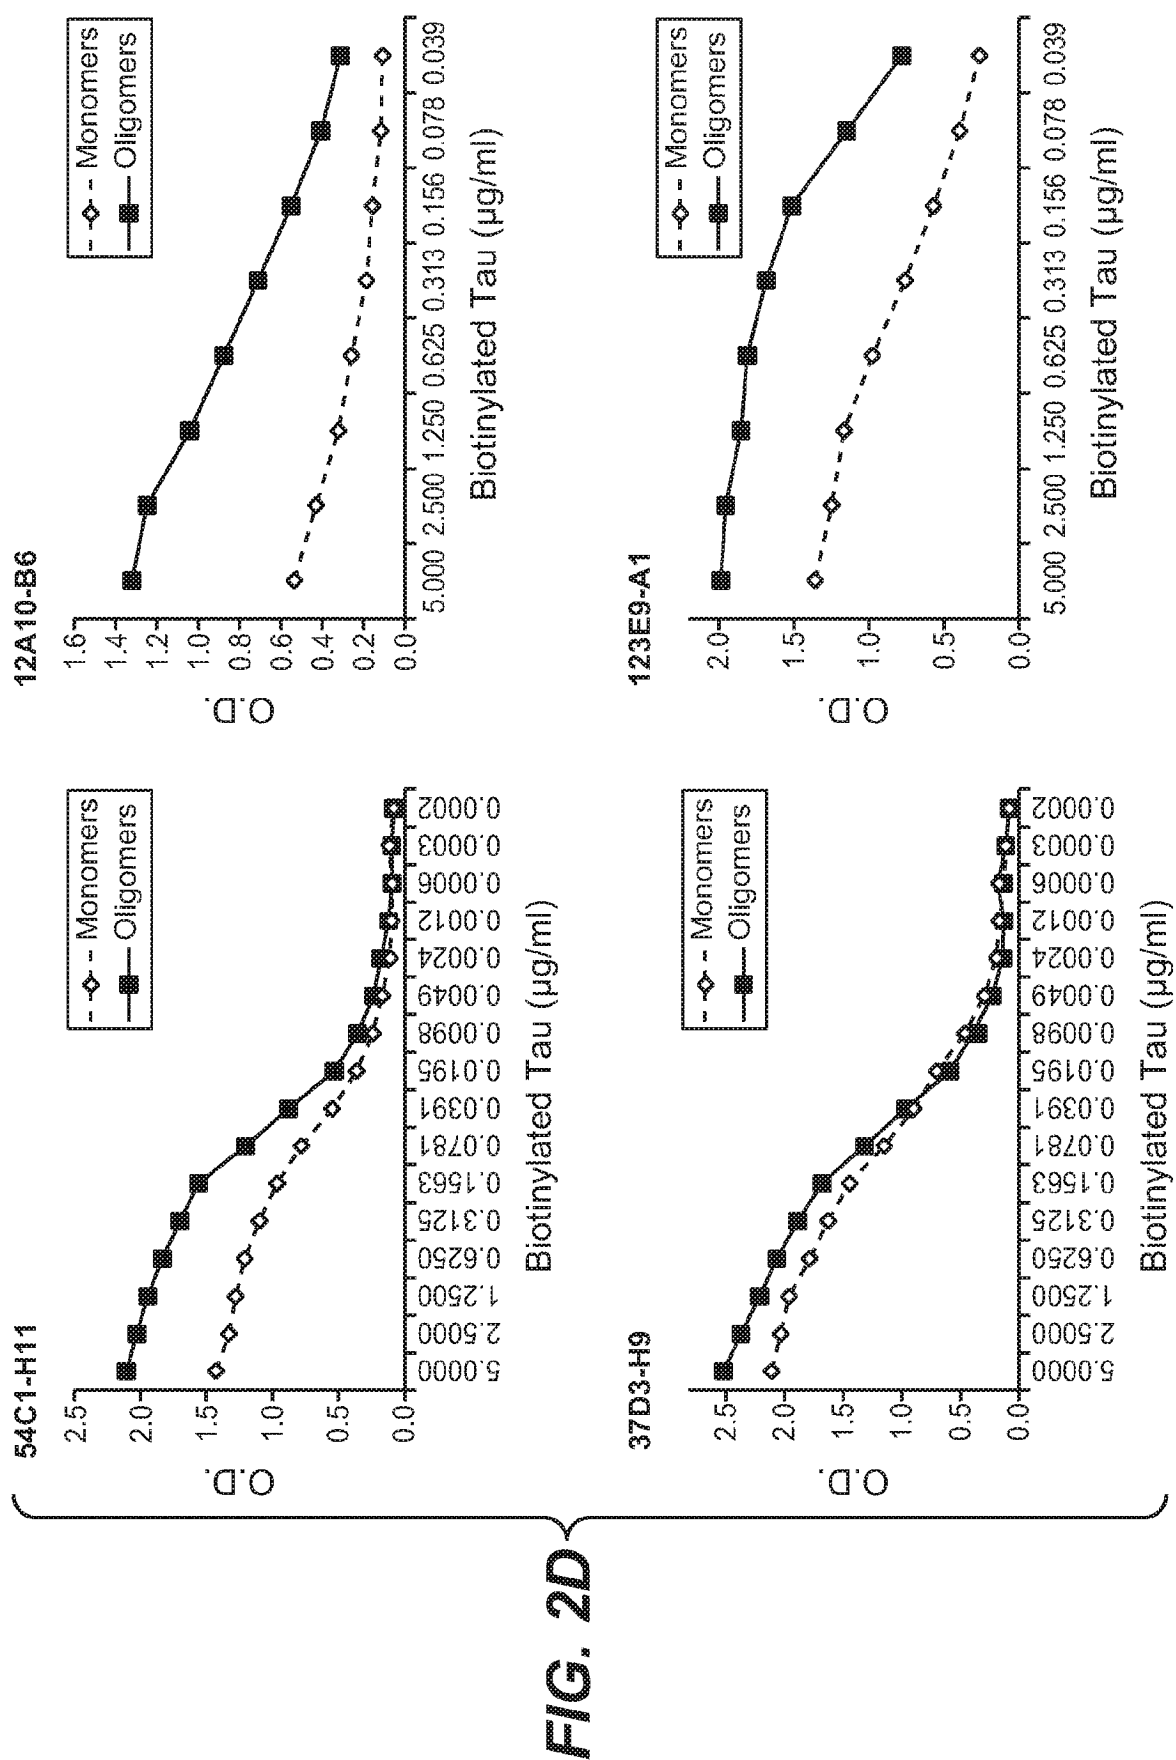 FIG. 2D
54C1-H11
O.D.
2.5
2.0
1.5
1.0
0.5
0.0
Monomers
Oligomers
5.0000 2.5000 1.2500 0.6250 0.3125 0.1563 0.0781 0.0391 0.0195 0.0098 0.0049 0.0024 0.0012 0.0006 0.0003 0.0002
Biotinylated Tau (µg/ml)
12A10-B6
O.D.
1.6
1.4
1.2
1.0
0.8
0.6
0.4
0.2
0.0
Monomers
Oligomers
5.000 2.500 1.250 0.625 0.313 0.156 0.078 0.039
Biotinylated Tau (µg/ml)
37D3-H9
O.D.
2.5
2.0
1.5
1.0
0.5
0.0
Monomers
Oligomers
5.0000 2.5000 1.2500 0.6250 0.3125 0.1563 0.0781 0.0391 0.0195 0.0098 0.0049 0.0024 0.0012 0.0006 0.0003 0.0002
Biotinylated Tau (µg/ml)
123E9-A1
O.D.
2.0
1.5
1.0
0.5
0.0
Monomers
Oligomers
5.000 2.500 1.250 0.625 0.313 0.156 0.078 0.039
Biotinylated Tau (µg/ml)